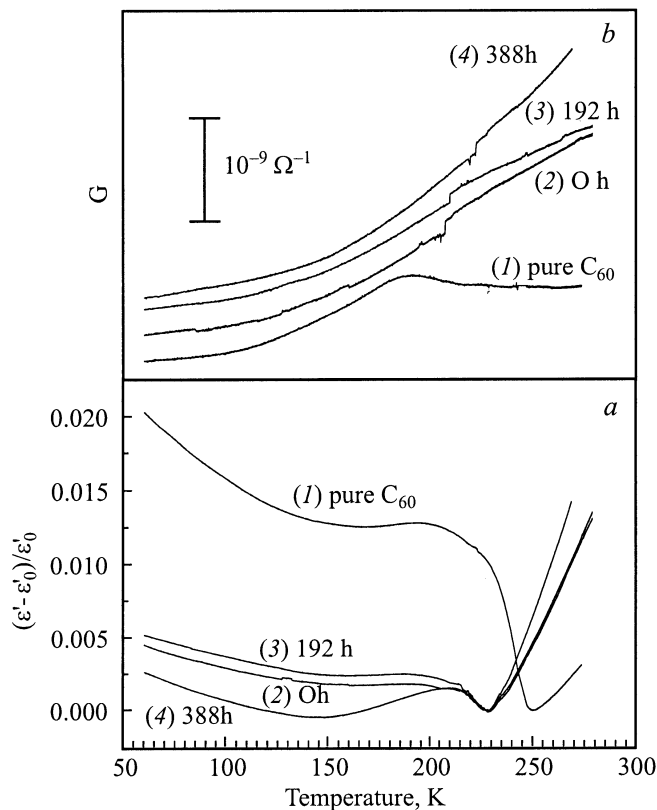 b
(4) 388h
(3) 192 h
10⁻⁹ Ω⁻¹
(2) O h
G
(1) pure C₆₀
a
0.020
0.015
(1) pure C₆₀
0.010
(ε'-ε'₀)/ε'₀
0.005
(3) 192 h
(2) Oh
0.000
(4) 388h
50 100 150 200 250 300
Temperature, K